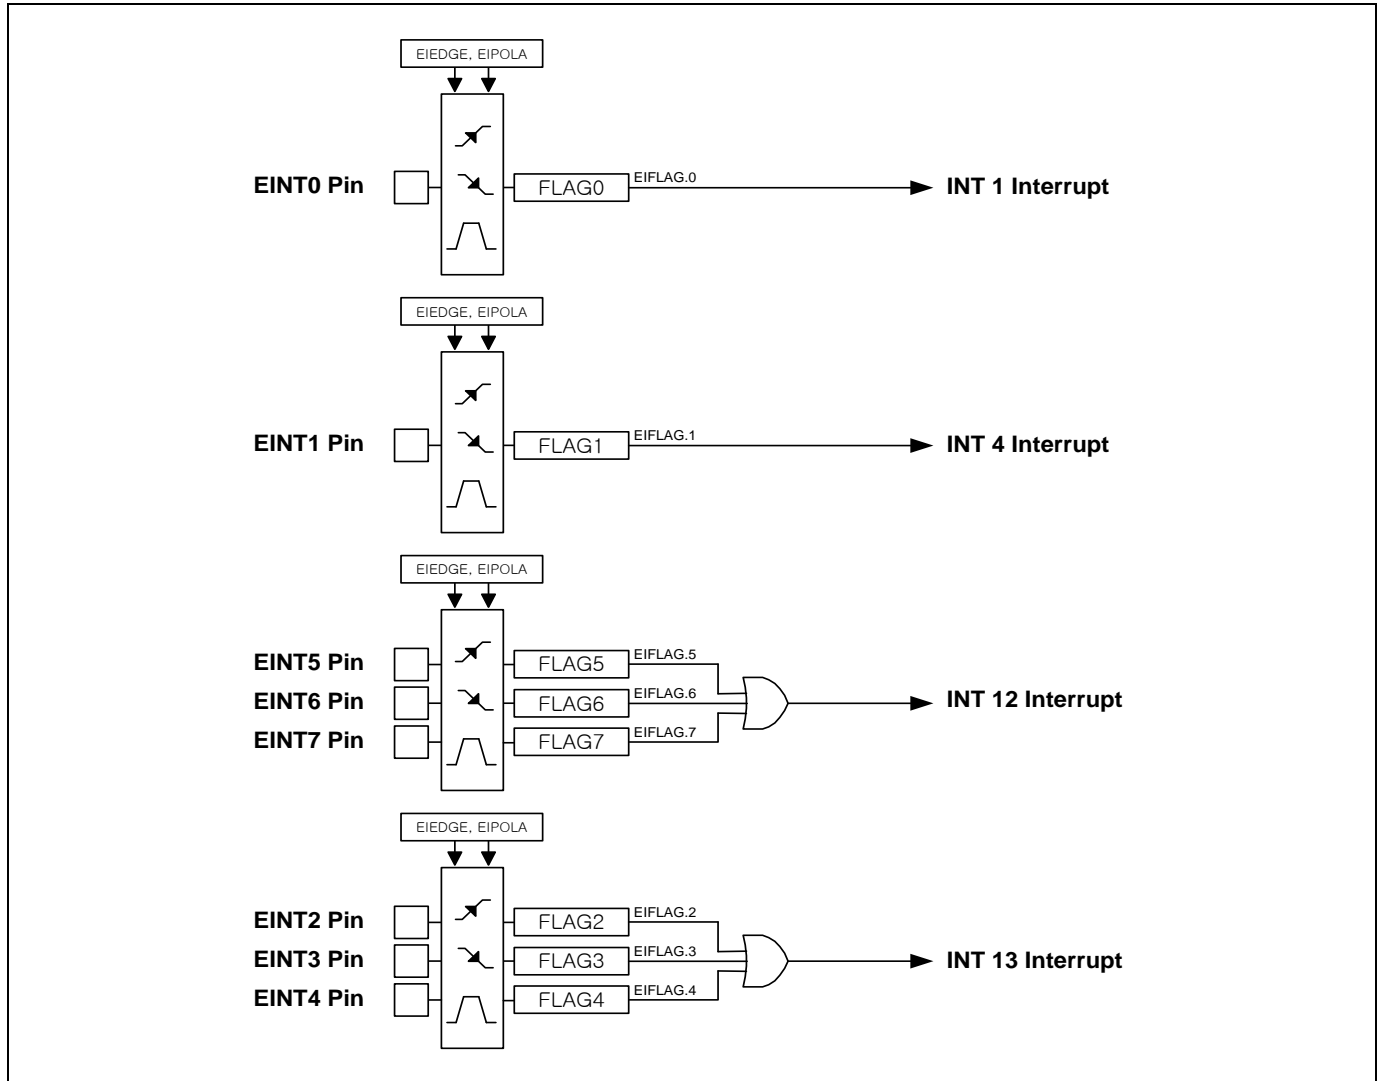 EIEDGE, EIPOLA
EINT0 Pin FLAG0 EIFLAG.0 INT 1 Interrupt
EIEDGE, EIPOLA
EINT1 Pin FLAG1 EIFLAG.1 INT 4 Interrupt
EIEDGE, EIPOLA
EINT5 Pin FLAG5 EIFLAG.5
EINT6 Pin FLAG6 EIFLAG.6 INT 12 Interrupt
EINT7 Pin FLAG7 EIFLAG.7
EIEDGE, EIPOLA
EINT2 Pin FLAG2 EIFLAG.2
EINT3 Pin FLAG3 EIFLAG.3 INT 13 Interrupt
EINT4 Pin FLAG4 EIFLAG.4